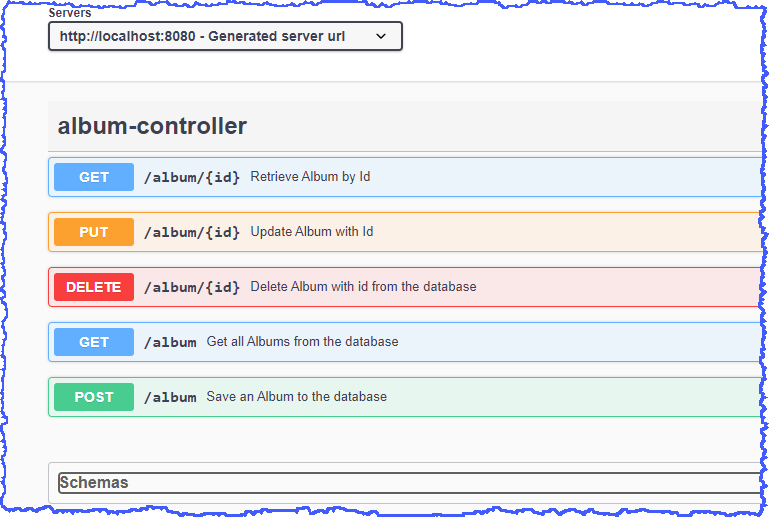 Servers
http://localhost:8080 - Generated server url
album-controller
GET /album/{id} Retrieve Album by Id
PUT /album/{id} Update Album with Id
DELETE /album/{id} Delete Album with id from the database
GET /album Get all Albums from the database
POST /album Save an Album to the database
Schemas